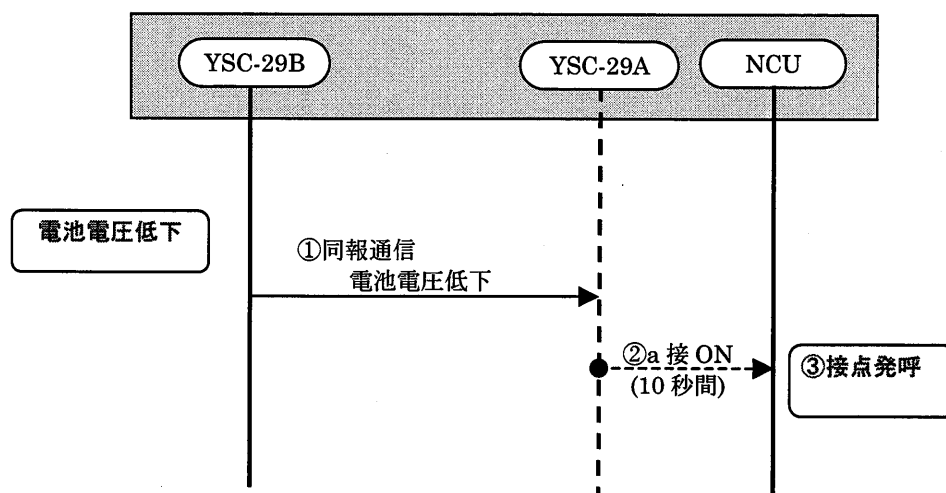 YSC-29B
YSC-29A
NCU
電池電圧低下
①同報通信
電池電圧低下
②a 接 ON
(10 秒間)
③接点発呼